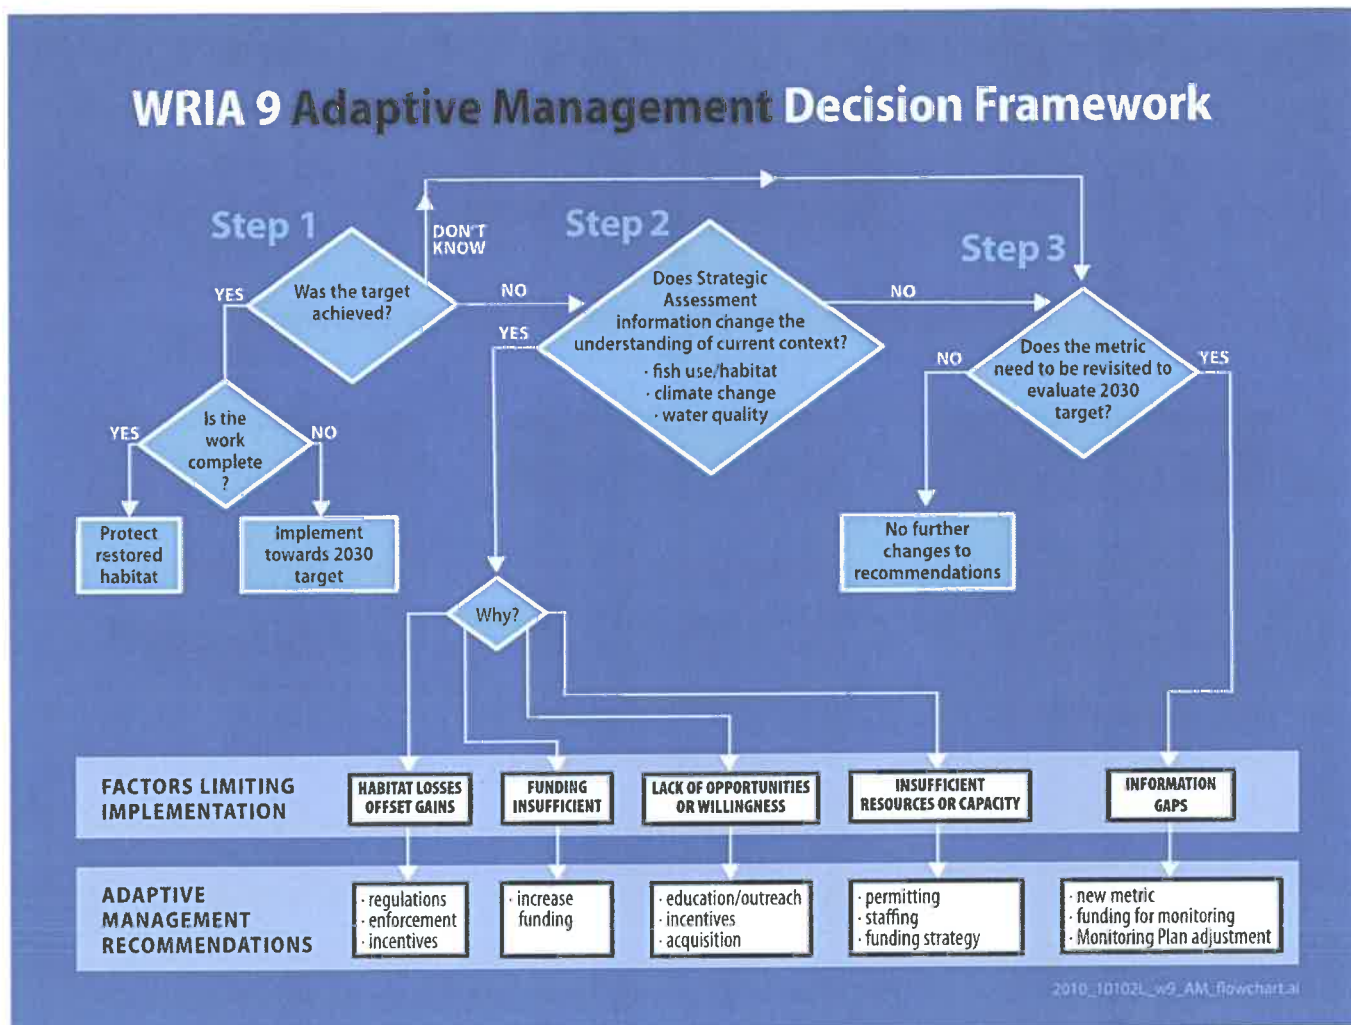 WRIA 9 Adaptive Management Decision Framework
Step 1
DON'T
KNOW
Step 2
Step 3
YES
Was the target
achieved?
NO
Does Strategic
Assessment
information change the
understanding of current context?
· fish use/habitat
· climate change
· water quality
YES
NO
Does the metric
need to be revisited to
evaluate 2030
target?
NO
YES
Is the
work
complete
?
YES
NO
Protect
restored
habitat
Implement
towards 2030
target
No further
changes to
recommendations
Why?
FACTORS LIMITING
IMPLEMENTATION
HABITAT LOSSES
OFFSET GAINS
FUNDING
INSUFFICIENT
LACK OF OPPORTUNITIES
OR WILLINGNESS
INSUFFICIENT
RESOURCES OR CAPACITY
INFORMATION
GAPS
ADAPTIVE
MANAGEMENT
RECOMMENDATIONS
· regulations
· enforcement
· incentives
· increase
funding
· education/outreach
· incentives
· acquisition
· permitting
· staffing
· funding strategy
· new metric
· funding for monitoring
· Monitoring Plan adjustment
2010_10102L_w9_AM_flowchart.ai